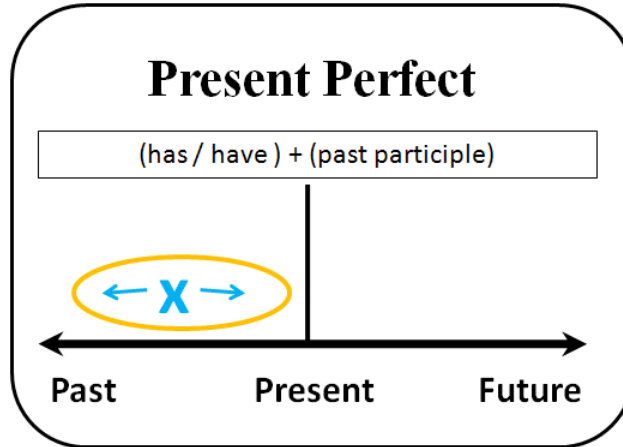 Present Perfect
(has / have ) + (past participle)
X
Past Present Future